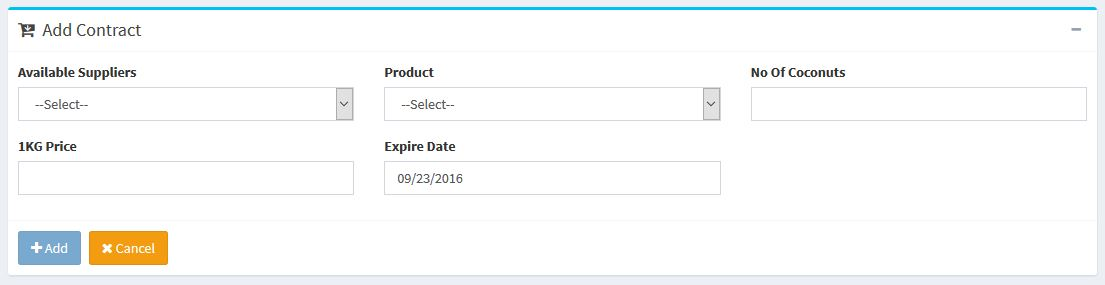 Add Contract
Available Suppliers Product No Of Coconuts
--Select-- --Select--
1KG Price Expire Date
09/23/2016
Add Cancel